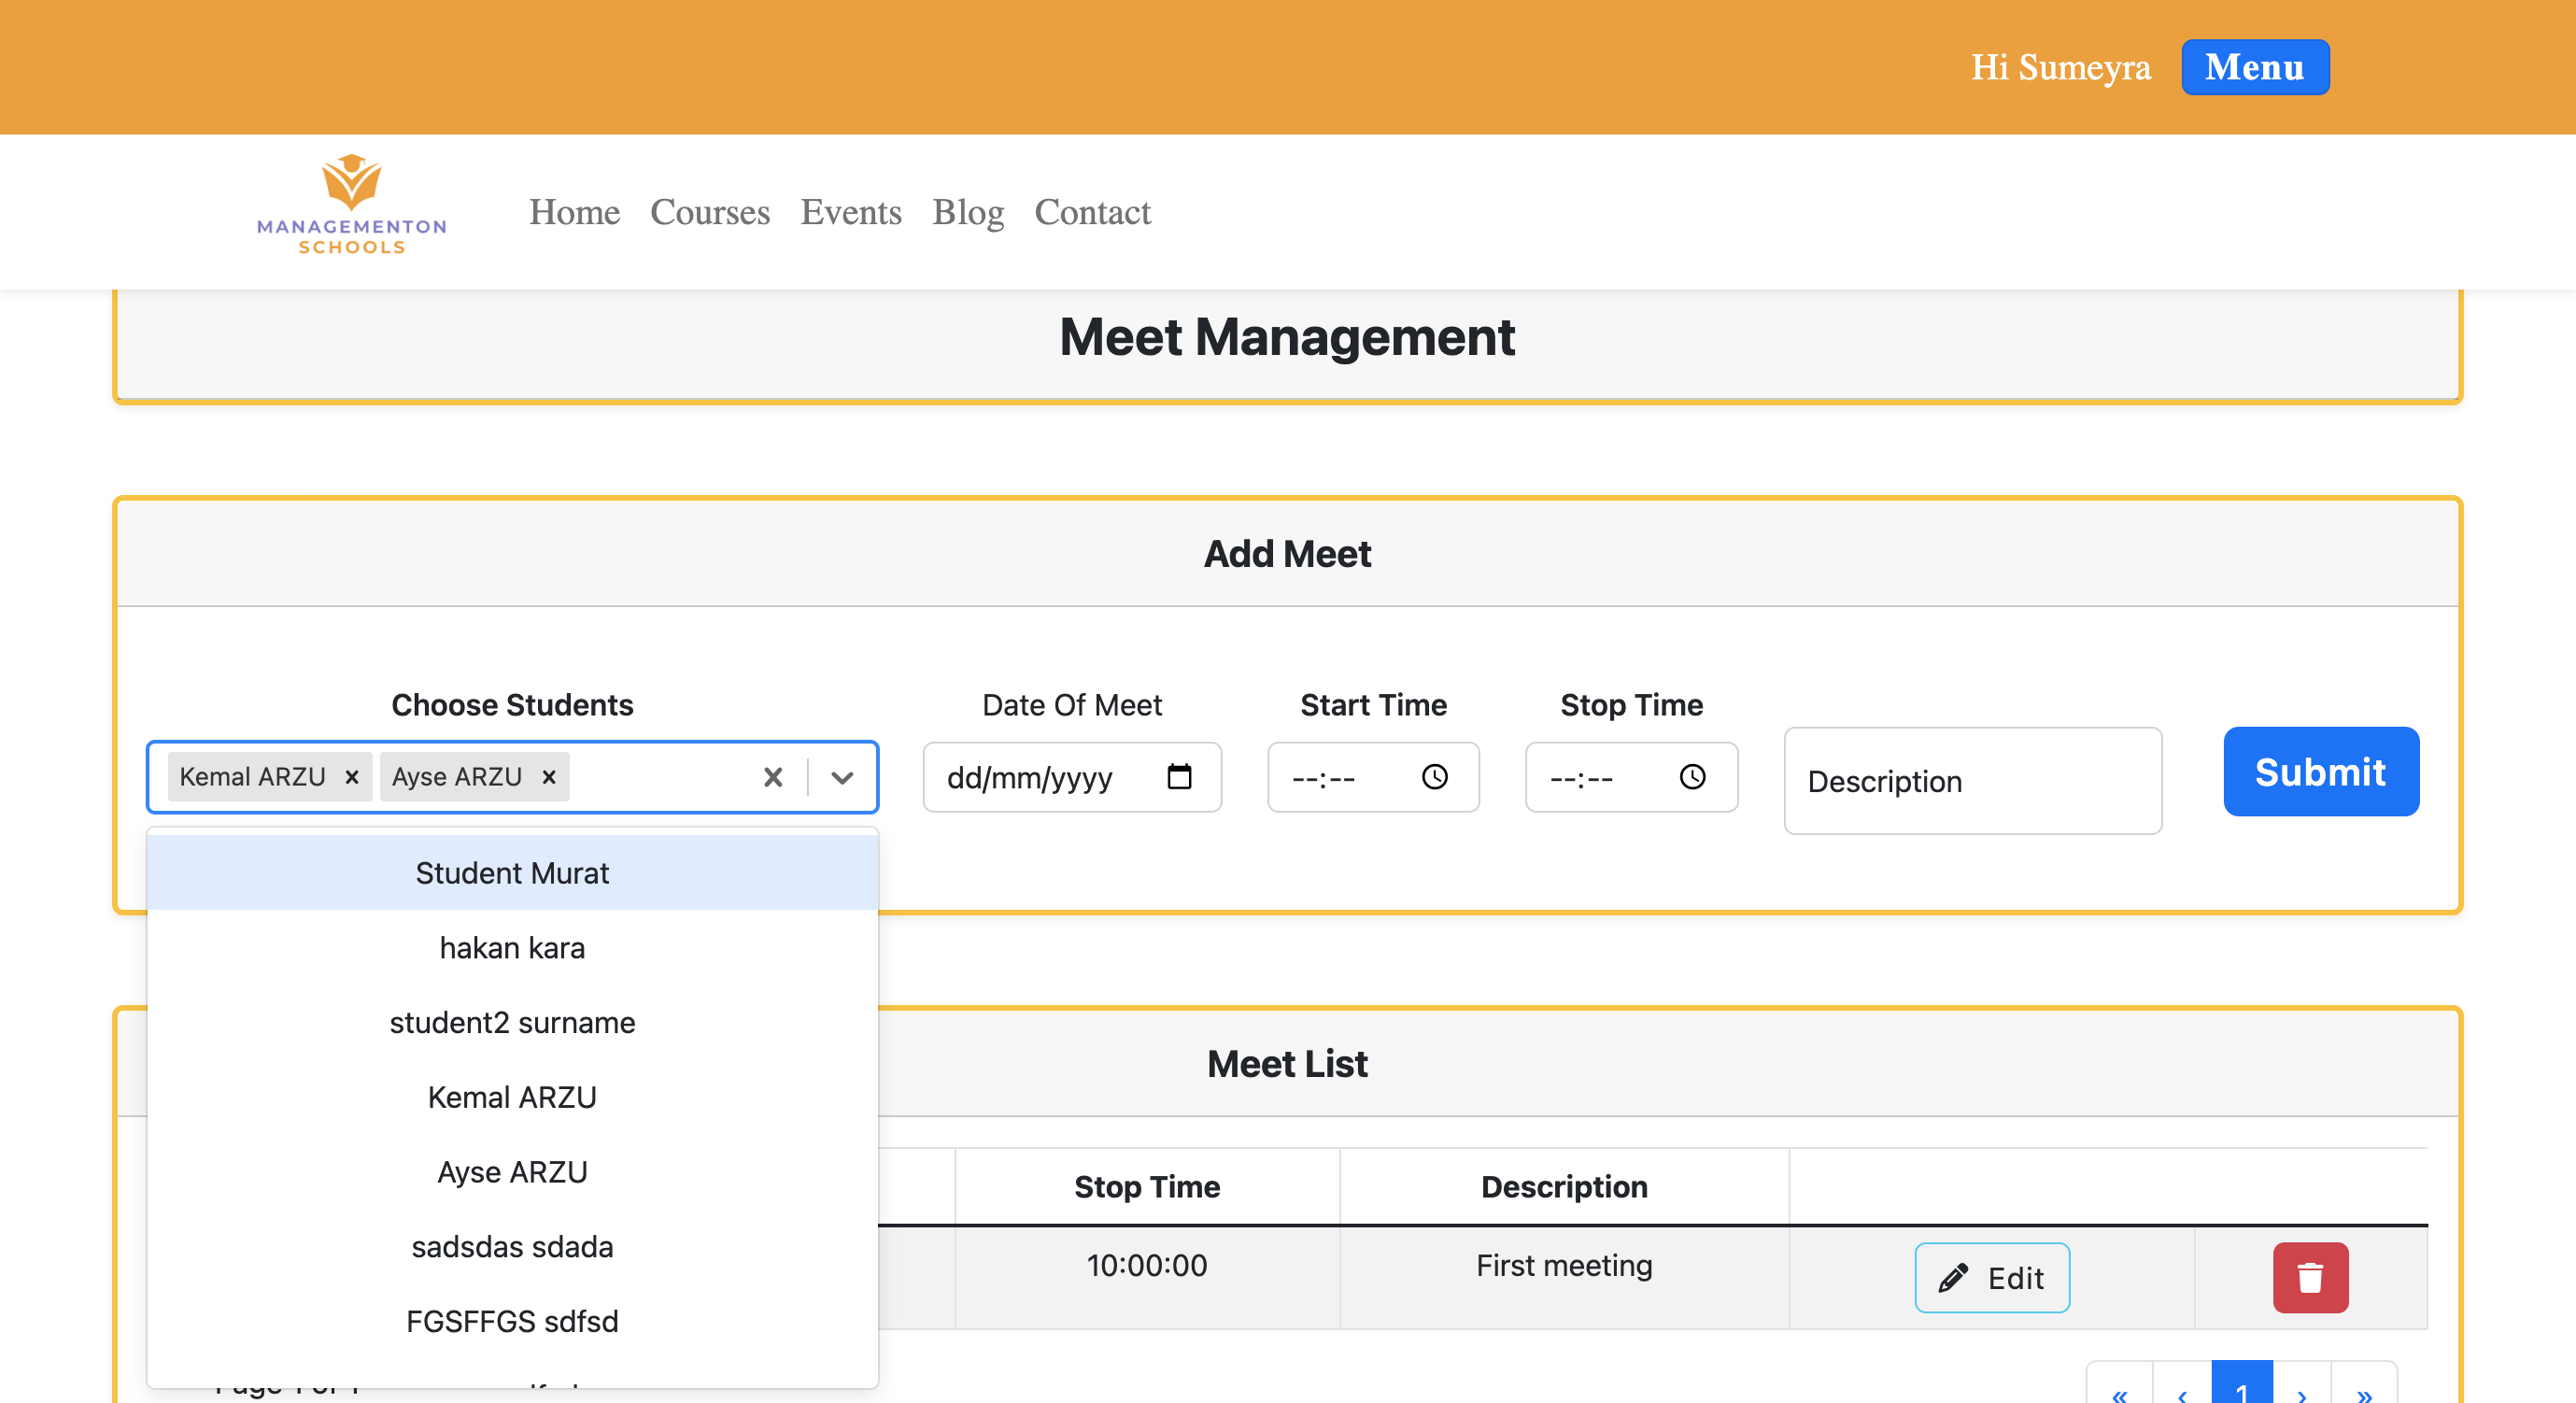 Hi Sumeyra Menu
MANAGEMENTON
SCHOOLS
Home Courses Events Blog Contact
Meet Management
Add Meet
Choose Students Date Of Meet Start Time Stop Time
Kemal ARZU × Ayse ARZU × dd/mm/yyyy --:-- --:-- Description Submit
Student Murat
hakan kara
student2 surname
Kemal ARZU
Ayse ARZU
sadsdas sdada
FGSFFGS sdfsd
Meet List
Stop Time Description
10:00:00 First meeting Edit
« ‹ 1 › »